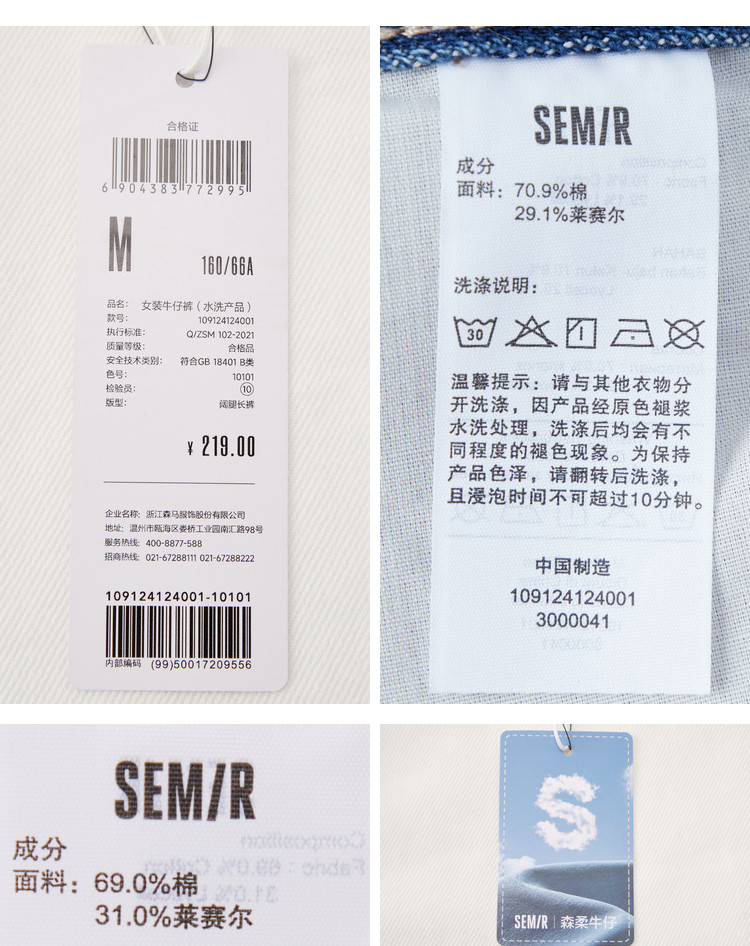 合格证
6 904383 772995
M
160/66A
品名： 女装牛仔裤（水洗产品）
款号： 109124124001
执行标准： Q/ZSM 102-2021
质量等级： 合格品
安全技术类别： 符合GB 18401 B类
色号： 10101
检验员： ⑩
版型： 阔腿长裤
¥ 219.00
企业名称：浙江森马服饰股份有限公司
地址：温州市瓯海区娄桥工业园南汇路98号
服务热线：400-8877-588
招商热线：021-67288111 021-67288222
109124124001-10101
内部编码 (99)50017209556
SEM/R
成分
面料：70.9%棉
29.1%莱赛尔
洗涤说明：
30
温馨提示：请与其他衣物分
开洗涤，因产品经原色褪浆
水洗处理，洗涤后均会有不
同程度的褪色现象。为保持
产品色泽，请翻转后洗涤，
且浸泡时间不可超过10分钟。
中国制造
109124124001
3000041
SEM/R
成分
面料：69.0%棉
31.0%莱赛尔
S
SEM/R | 森柔牛仔